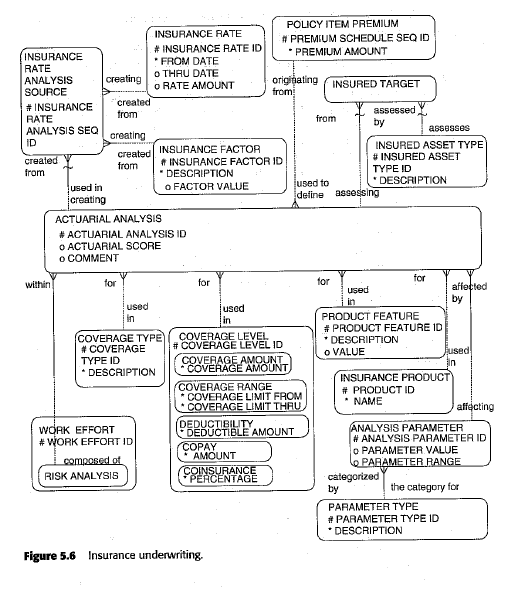 POLICY ITEM PREMIUM
# PREMIUM SCHEDULE SEQ ID
* PREMIUM AMOUNT
INSURANCE RATE
# INSURANCE RATE ID
* FROM DATE
o THRU DATE
o RATE AMOUNT
INSURANCE
RATE
ANALYSIS
SOURCE
# INSURANCE
RATE
ANALYSIS SEQ
ID
creating
created
from
originating
from
INSURED TARGET
from
assessed
by
assesses
creating
created
from
created
from
INSURANCE FACTOR
# INSURANCE FACTOR ID
* DESCRIPTION
o FACTOR VALUE
INSURED ASSET TYPE
# INSURED ASSET
TYPE ID
* DESCRIPTION
used in
creating
used to
define
assessing
ACTUARIAL ANALYSIS
# ACTUARIAL ANALYSIS ID
o ACTUARIAL SCORE
o COMMENT
within
for
for
for
for
affected
by
used
in
used
in
used
in
used
in
COVERAGE TYPE
# COVERAGE
TYPE ID
* DESCRIPTION
COVERAGE LEVEL
# COVERAGE LEVEL ID
COVERAGE AMOUNT
* COVERAGE AMOUNT
COVERAGE RANGE
* COVERAGE LIMIT FROM
* COVERAGE LIMIT THRU
DEDUCTIBILITY
* DEDUCTIBLE AMOUNT
COPAY
* AMOUNT
COINSURANCE
* PERCENTAGE
PRODUCT FEATURE
# PRODUCT FEATURE ID
* DESCRIPTION
o VALUE
INSURANCE PRODUCT
# PRODUCT ID
* NAME
affecting
WORK EFFORT
# WORK EFFORT ID
composed of
RISK ANALYSIS
ANALYSIS PARAMETER
# ANALYSIS PARAMETER ID
o PARAMETER VALUE
o PARAMETER RANGE
categorized
by
the category for
PARAMETER TYPE
# PARAMETER TYPE ID
* DESCRIPTION
Figure 5.6 Insurance underwriting.